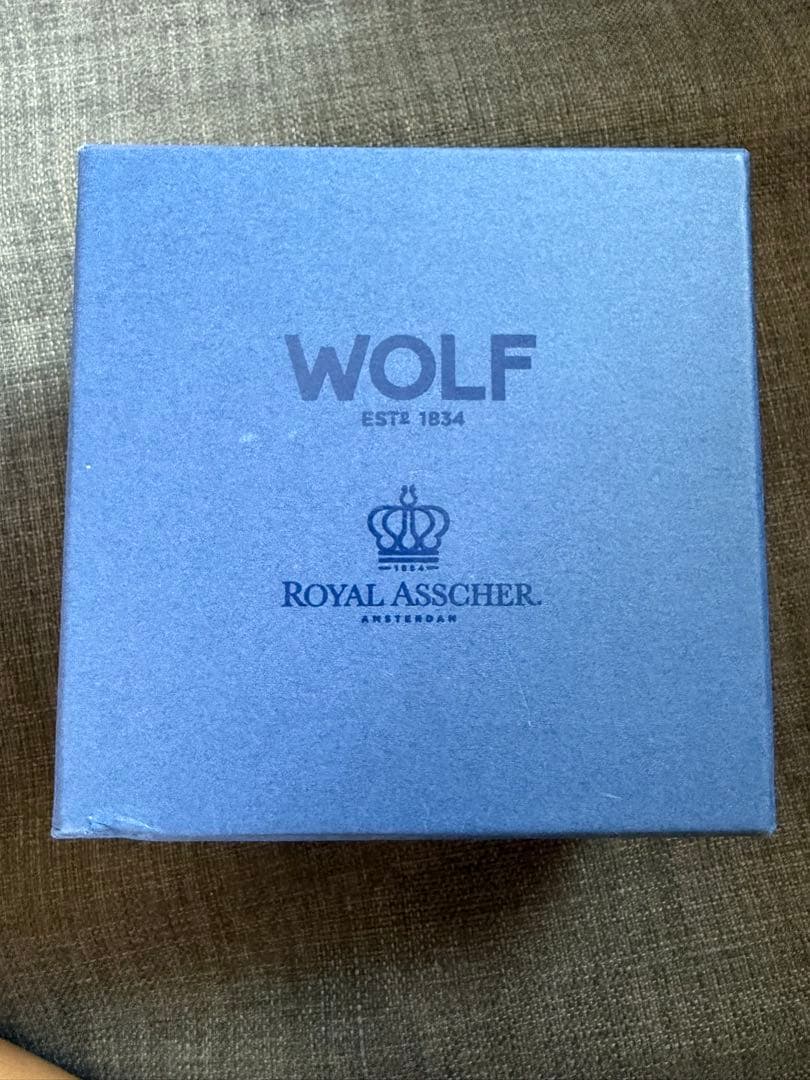 WOLF
ESTD 1834
1854
ROYAL ASSCHER.
AMSTERDAM